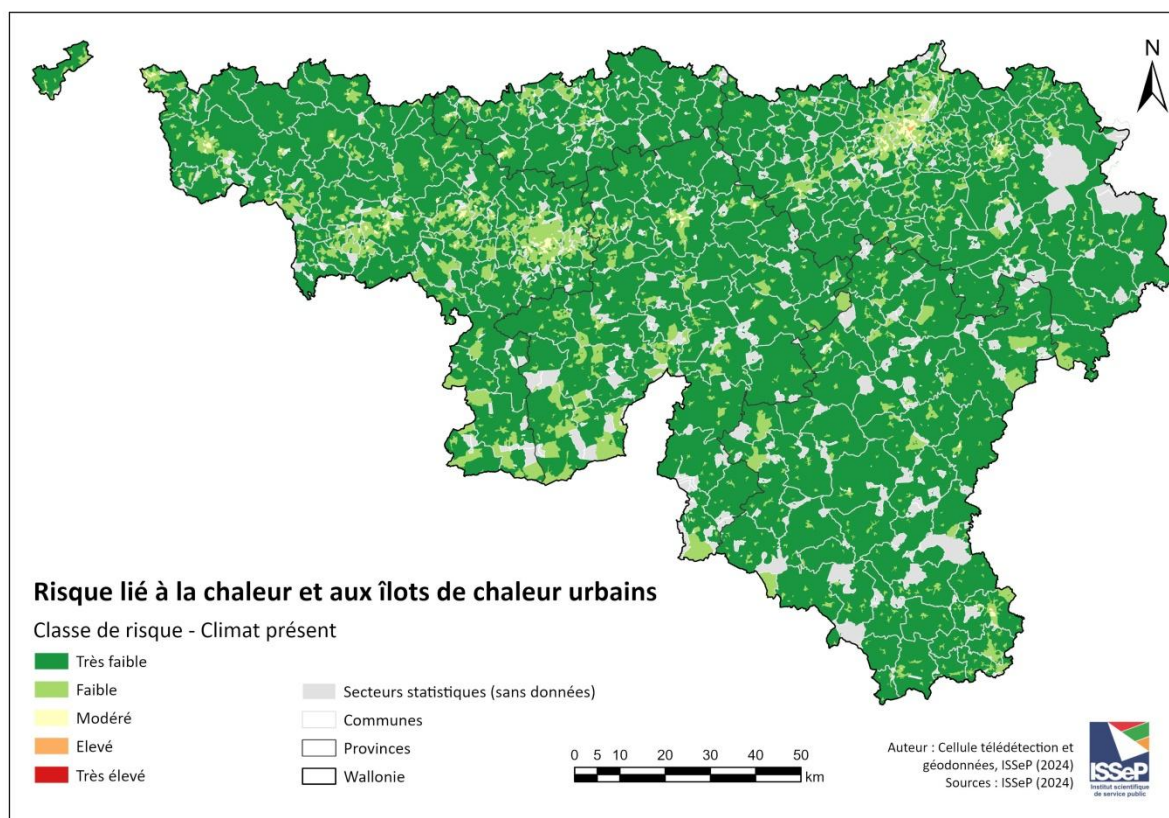 N
Risque lié à la chaleur et aux îlots de chaleur urbains
Classe de risque - Climat présent
Très faible
Faible
Modéré
Elevé
Très élevé
Secteurs statistiques (sans données)
Communes
Provinces
Wallonie
0 5 10 20 30 40 50
km
Auteur : Cellule télédétection et
géodonnées, ISSeP (2024)
Sources : ISSeP (2024)
ISSeP
Institut scientifique
de service public